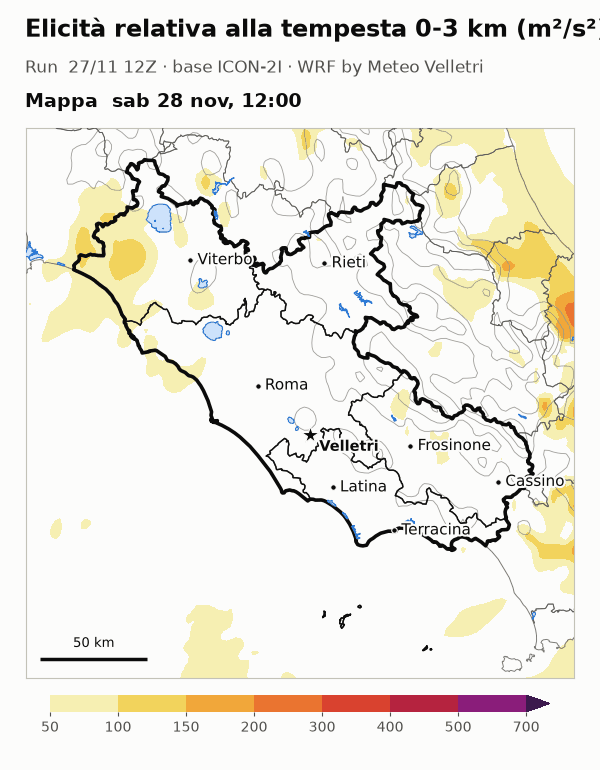 Elicità relativa alla tempesta 0-3 km (m²/s²)
Run 27/11 12Z · base ICON-2I · WRF by Meteo Velletri
Mappa sab 28 nov, 12:00
Viterbo
Rieti
Roma
Velletri
Frosinone
Cassino
Latina
Terracina
50 km
50 100 150 200 300 400 500 700